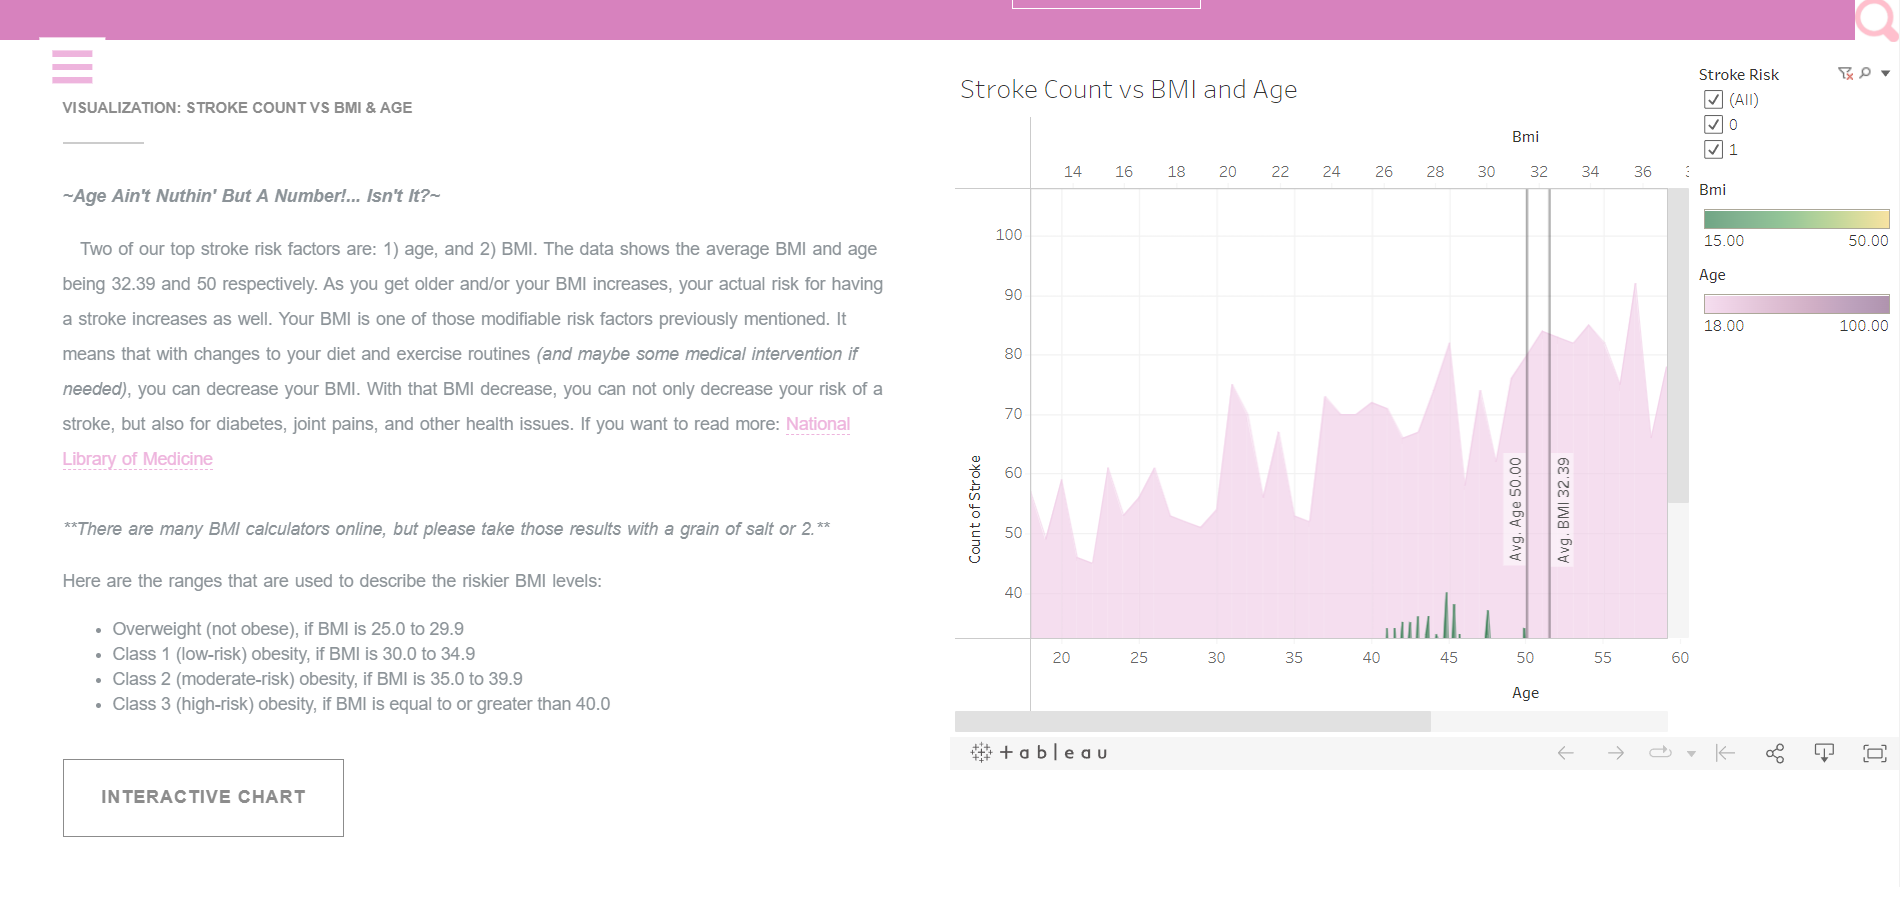 VISUALIZATION: STROKE COUNT VS BMI & AGE
~Age Ain't Nuthin' But A Number!... Isn't It?~
Two of our top stroke risk factors are: 1) age, and 2) BMI. The data shows the average BMI and age
being 32.39 and 50 respectively. As you get older and/or your BMI increases, your actual risk for having
a stroke increases as well. Your BMI is one of those modifiable risk factors previously mentioned. It
means that with changes to your diet and exercise routines (and maybe some medical intervention if
needed), you can decrease your BMI. With that BMI decrease, you can not only decrease your risk of a
stroke, but also for diabetes, joint pains, and other health issues. If you want to read more: National
Library of Medicine
**There are many BMI calculators online, but please take those results with a grain of salt or 2.**
Here are the ranges that are used to describe the riskier BMI levels:
• Overweight (not obese), if BMI is 25.0 to 29.9
• Class 1 (low-risk) obesity, if BMI is 30.0 to 34.9
• Class 2 (moderate-risk) obesity, if BMI is 35.0 to 39.9
• Class 3 (high-risk) obesity, if BMI is equal to or greater than 40.0
INTERACTIVE CHART
Stroke Count vs BMI and Age
Bmi
14 16 18 20 22 24 26 28 30 32 34 36
100
90
80
70
60
50
40
Count of Stroke
Avg. Age 50.00
Avg. BMI 32.39
20 25 30 35 40 45 50 55 60
Age
Stroke Risk
(All)
0
1
Bmi
15.00 50.00
Age
18.00 100.00
+ a b l e a u